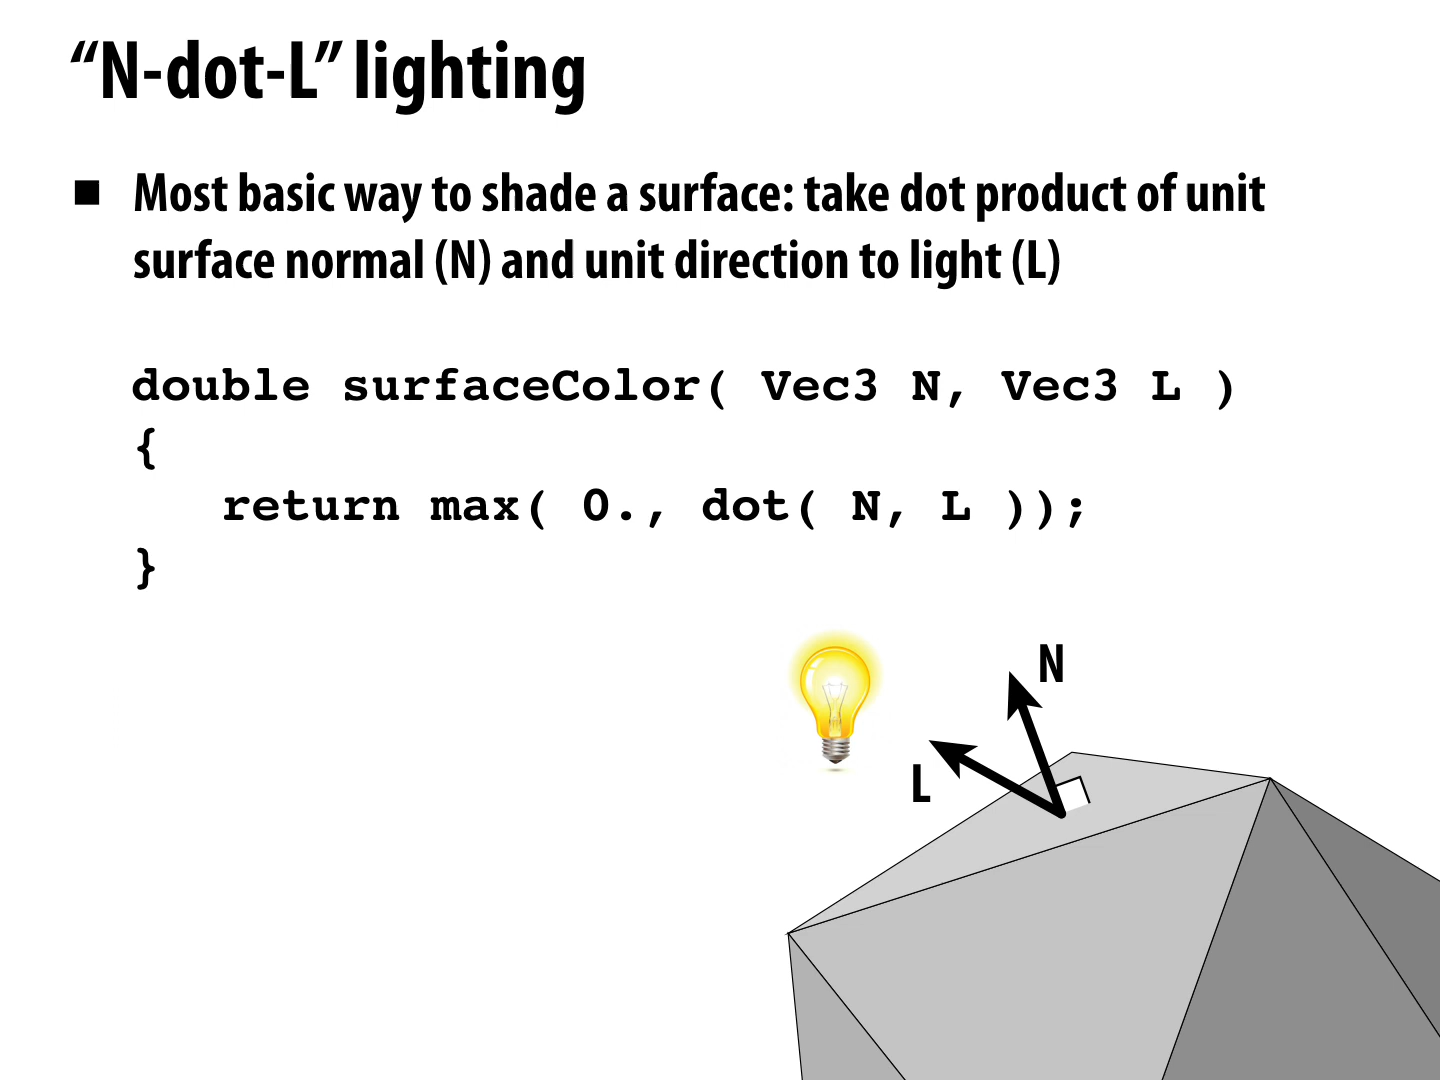 “N-dot-L” lighting
■ Most basic way to shade a surface: take dot product of unit
surface normal (N) and unit direction to light (L)
double surfaceColor( Vec3 N, Vec3 L )
{
   return max( 0., dot( N, L ));
}
N
L